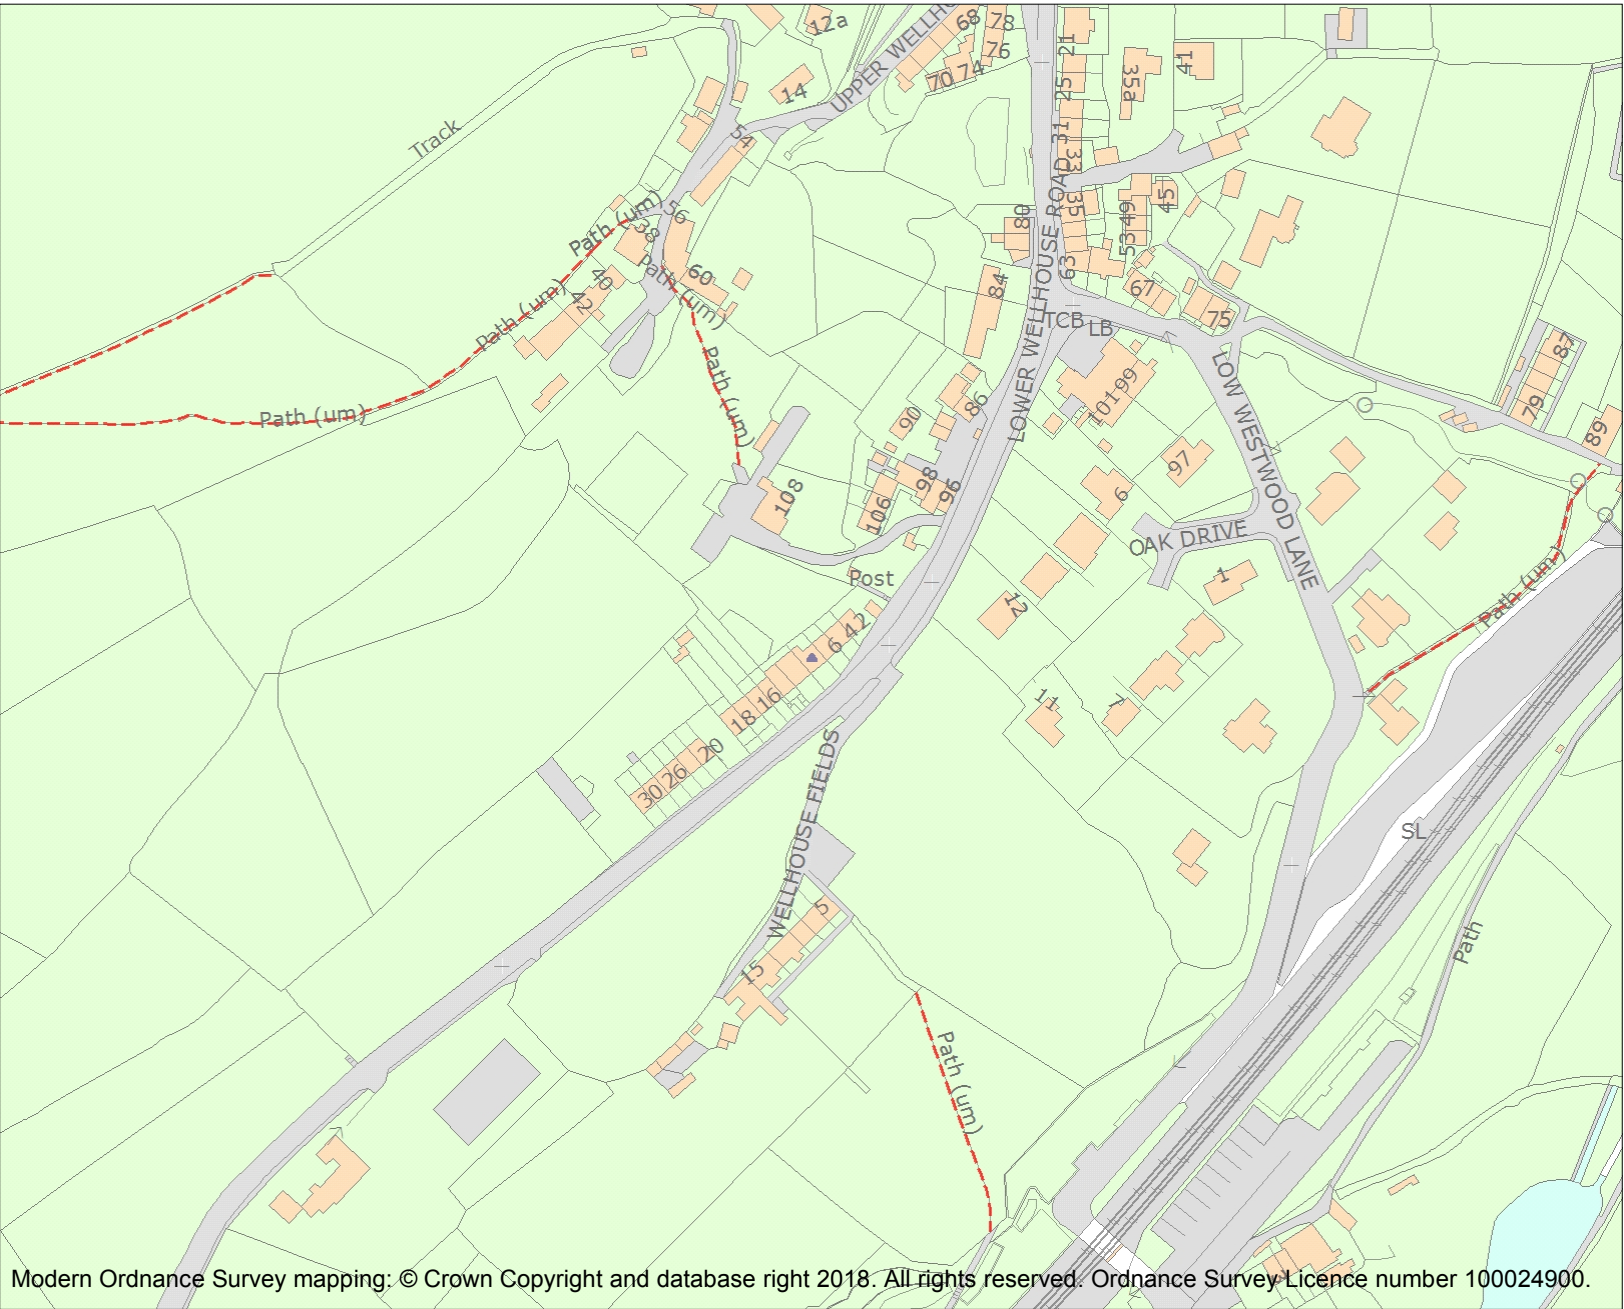 12a
68
78
76
70 74
UPPER WELLHO
14
54
21
25
31
33
35
35a
41
Track
Path (um)
56
38
Path (um)
60
40
42
Path (um)
Path (um)
Path (um)
80
84
LOWER WELLHOUSE ROAD
63
53 49
45
67
75
TCB LB
LOW WESTWOOD LANE
101 99
86
90
98
96
106
108
97
6
87
79
89
OAK DRIVE
1
12
Post
6 4 2
Path (um)
11
7
18 16
20
30 26
WELLHOUSE FIELDS
5
15
SL
Path
Path (um)
Modern Ordnance Survey mapping: © Crown Copyright and database right 2018. All rights reserved. Ordnance Survey Licence number 100024900.